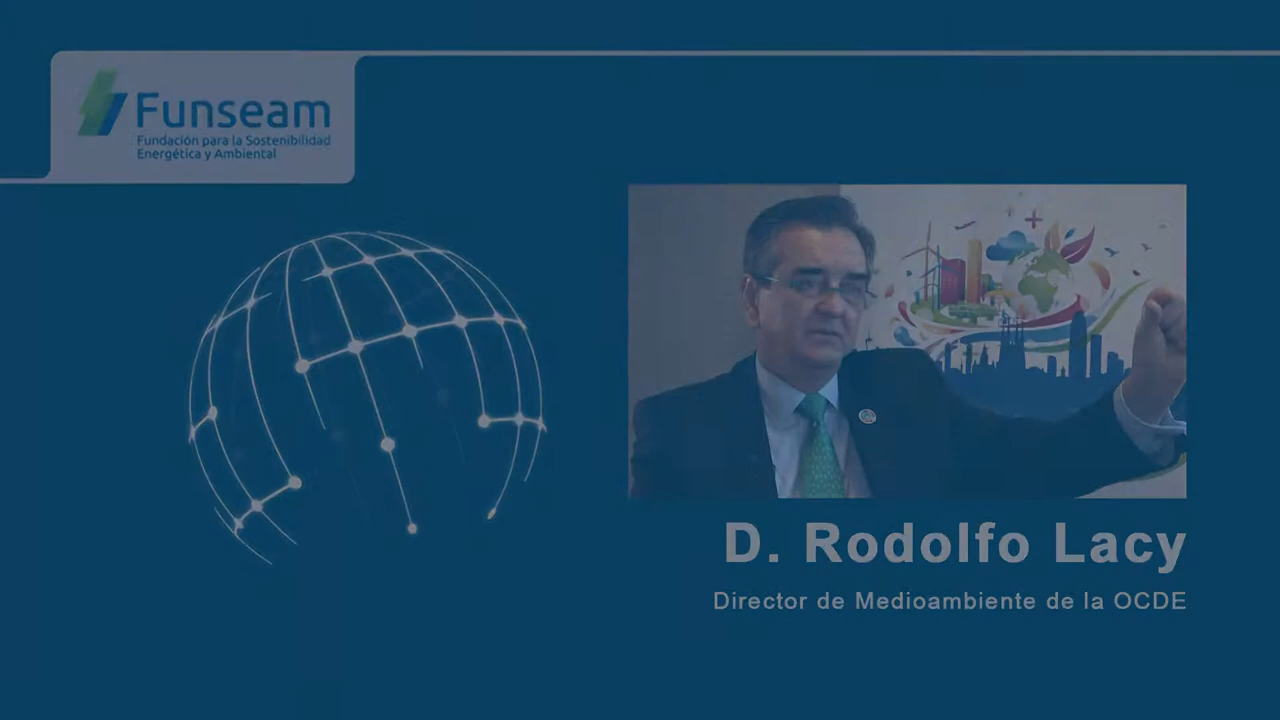 Funseam
Fundación para la Sostenibilidad
Energética y Ambiental
D. Rodolfo Lacy
Director de Medioambiente de la OCDE